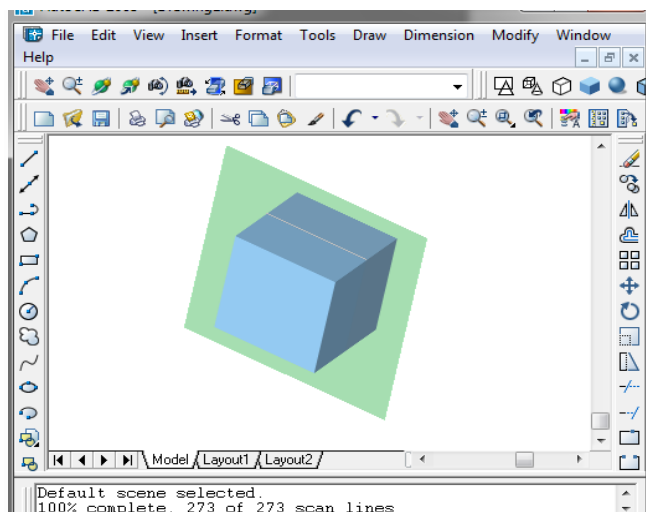 File Edit View Insert Format Tools Draw Dimension Modify Window
Help
Model Layout1 Layout2
Default scene selected.
100% complete. 273 of 273 scan lines